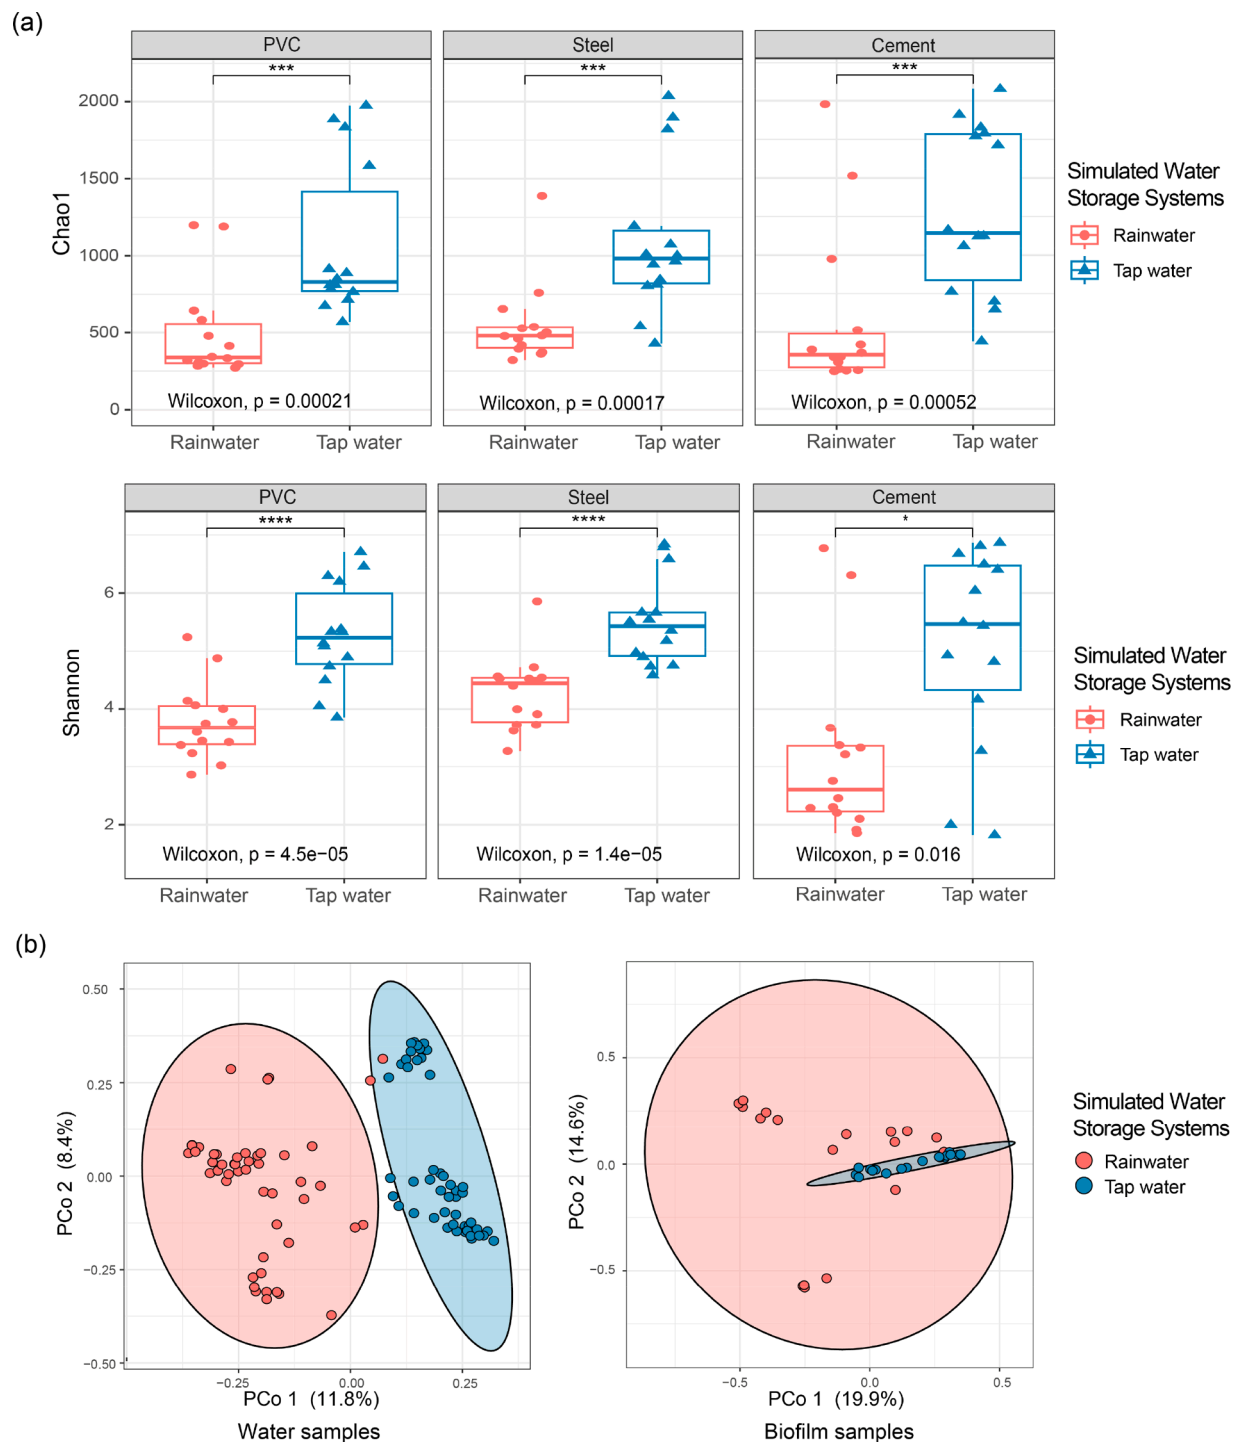 (a)
PVC
Steel
Cement
***
***
***
Chao1
2000
1500
1000
500
0
Wilcoxon, p = 0.00021
Wilcoxon, p = 0.00017
Wilcoxon, p = 0.00052
Rainwater
Tap water
Rainwater
Tap water
Rainwater
Tap water
Simulated Water
Storage Systems
Rainwater
Tap water
PVC
Steel
Cement
****
****
*
Shannon
6
4
2
Wilcoxon, p = 4.5e−05
Wilcoxon, p = 1.4e−05
Wilcoxon, p = 0.016
Rainwater
Tap water
Rainwater
Tap water
Rainwater
Tap water
Simulated Water
Storage Systems
Rainwater
Tap water
(b)
PCo 2 (8.4%)
0.50
0.25
0.00
−0.25
−0.50
−0.25
0.00
0.25
PCo 1 (11.8%)
Water samples
PCo 2 (14.6%)
0.5
0.0
−0.5
−0.5
0.0
0.5
PCo 1 (19.9%)
Biofilm samples
Simulated Water
Storage Systems
Rainwater
Tap water